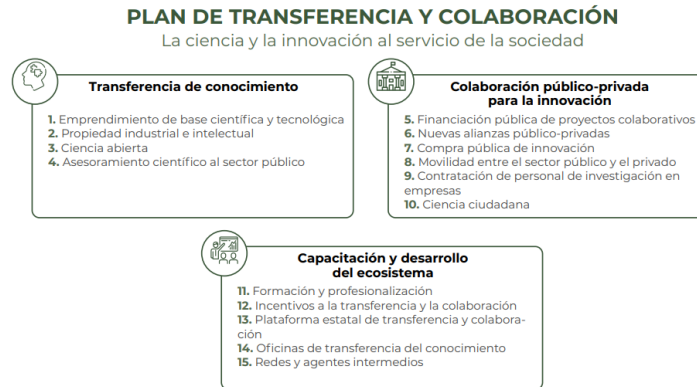 PLAN DE TRANSFERENCIA Y COLABORACIÓN
La ciencia y la innovación al servicio de la sociedad
Transferencia de conocimiento
1. Emprendimiento de base científica y tecnológica
2. Propiedad industrial e intelectual
3. Ciencia abierta
4. Asesoramiento científico al sector público
Colaboración público-privada
para la innovación
5. Financiación pública de proyectos colaborativos
6. Nuevas alianzas público-privadas
7. Compra pública de innovación
8. Movilidad entre el sector público y el privado
9. Contratación de personal de investigación en
empresas
10. Ciencia ciudadana
Capacitación y desarrollo
del ecosistema
11. Formación y profesionalización
12. Incentivos a la transferencia y la colaboración
13. Plataforma estatal de transferencia y colabora-
ción
14. Oficinas de transferencia del conocimiento
15. Redes y agentes intermedios